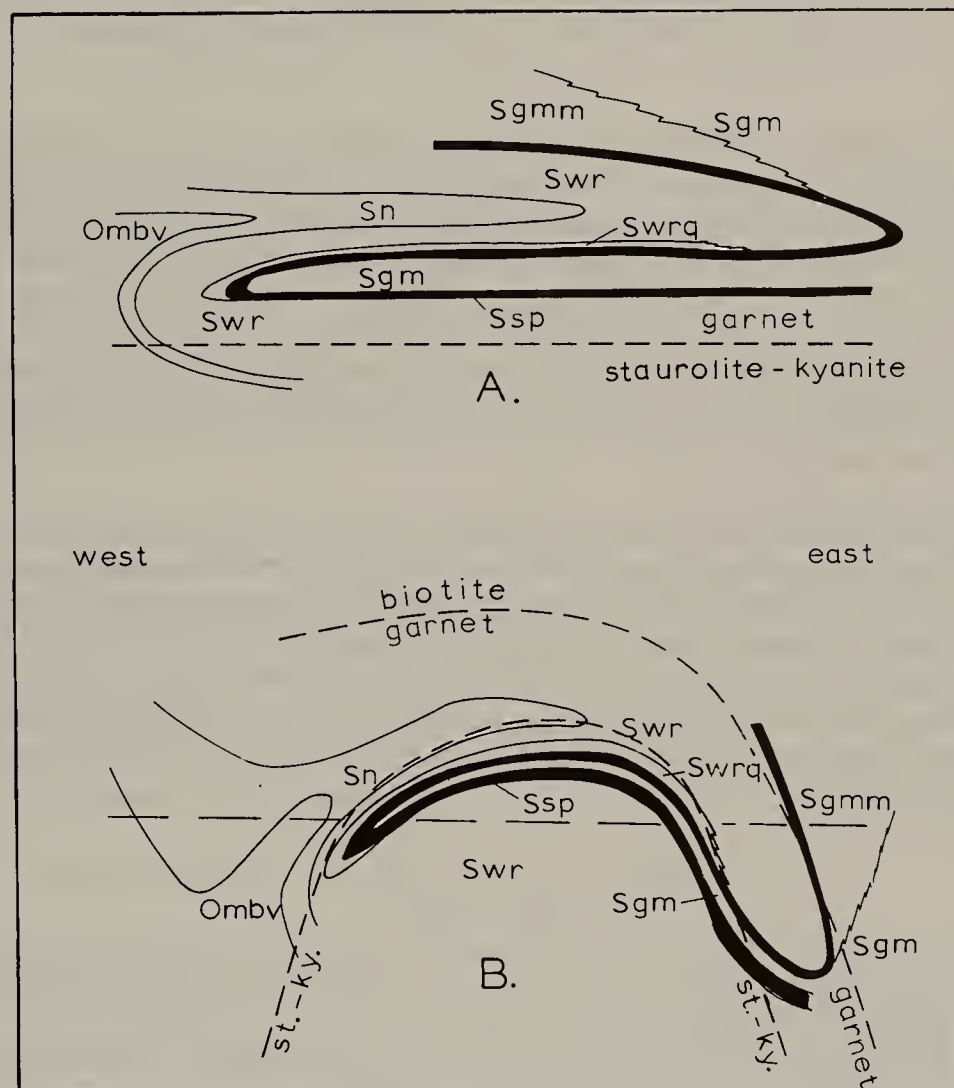 Sgmm
Sgm
Swr
Sn
Ombv
Swrq
Sgm
Swr
Ssp
garnet
staurolite - kyanite
A.
west
east
biotite
garnet
Swr
Sn
Swrq
Ssp
Sgmm
Swr
Sgm
Ombv
Sgm
B.
st.-ky.
st.-ky.
garnet